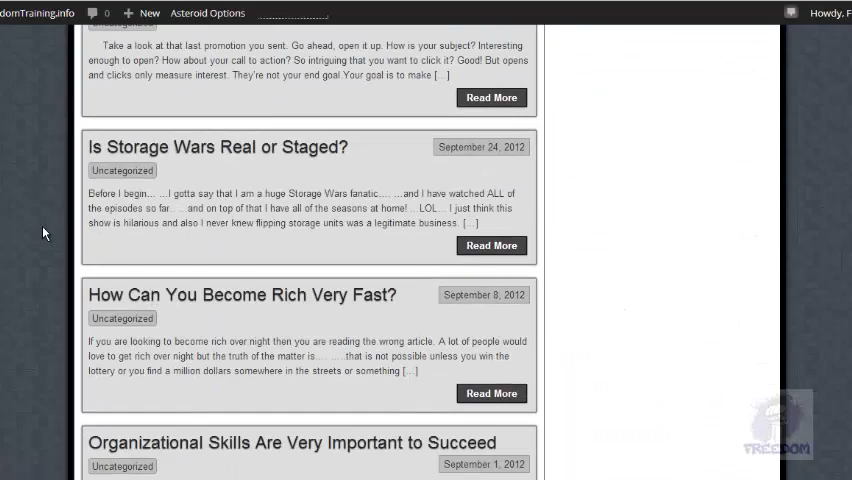 domTraining.info 0 New Asteroid Options Howdy, F
Uncategorized
Take a look at that last promotion you sent. Go ahead, open it up. How is your subject? Interesting
enough to open? How about your call to action? So intriguing that you want to click it? Good! But opens
and clicks only measure interest. They're not your end goal.Your goal is to make […]
Read More
Is Storage Wars Real or Staged?
September 24, 2012
Uncategorized
Before I begin… …I gotta say that I am a huge Storage Wars fanatic…. …and I have watched ALL of
the episodes so far.. …and on top of that I have all of the seasons at home! …LOL… I just think this
show is hilarious and also I never knew flipping storage units was a legitimate business. […]
Read More
How Can You Become Rich Very Fast?
September 8, 2012
Uncategorized
If you are looking to become rich over night then you are reading the wrong article. A lot of people would
love to get rich over night but the truth of the matter is…. …..that is not possible unless you win the
lottery or you find a million dollars somewhere in the streets or something […]
Read More
Organizational Skills Are Very Important to Succeed
September 1, 2012
Uncategorized
FREEDOM